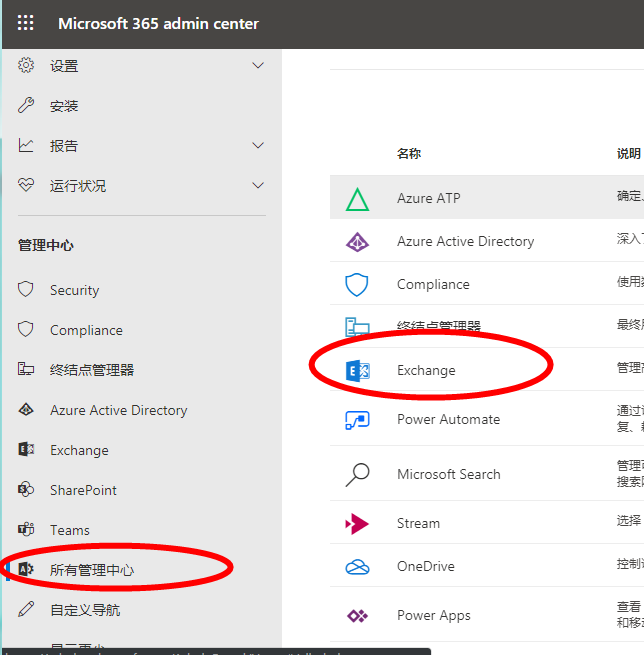 Microsoft 365 admin center
设置
安装
报告
运行状况
管理中心
Security
Compliance
终结点管理器
Azure Active Directory
Exchange
SharePoint
Teams
所有管理中心
自定义导航
名称 说明
Azure ATP 确定、
Azure Active Directory 深入了
Compliance 使用
终结点管理器 最终
Exchange 管理
Power Automate 通过
复、
Microsoft Search 管理
搜索
Stream 选择
OneDrive 控制
Power Apps 查看
和移